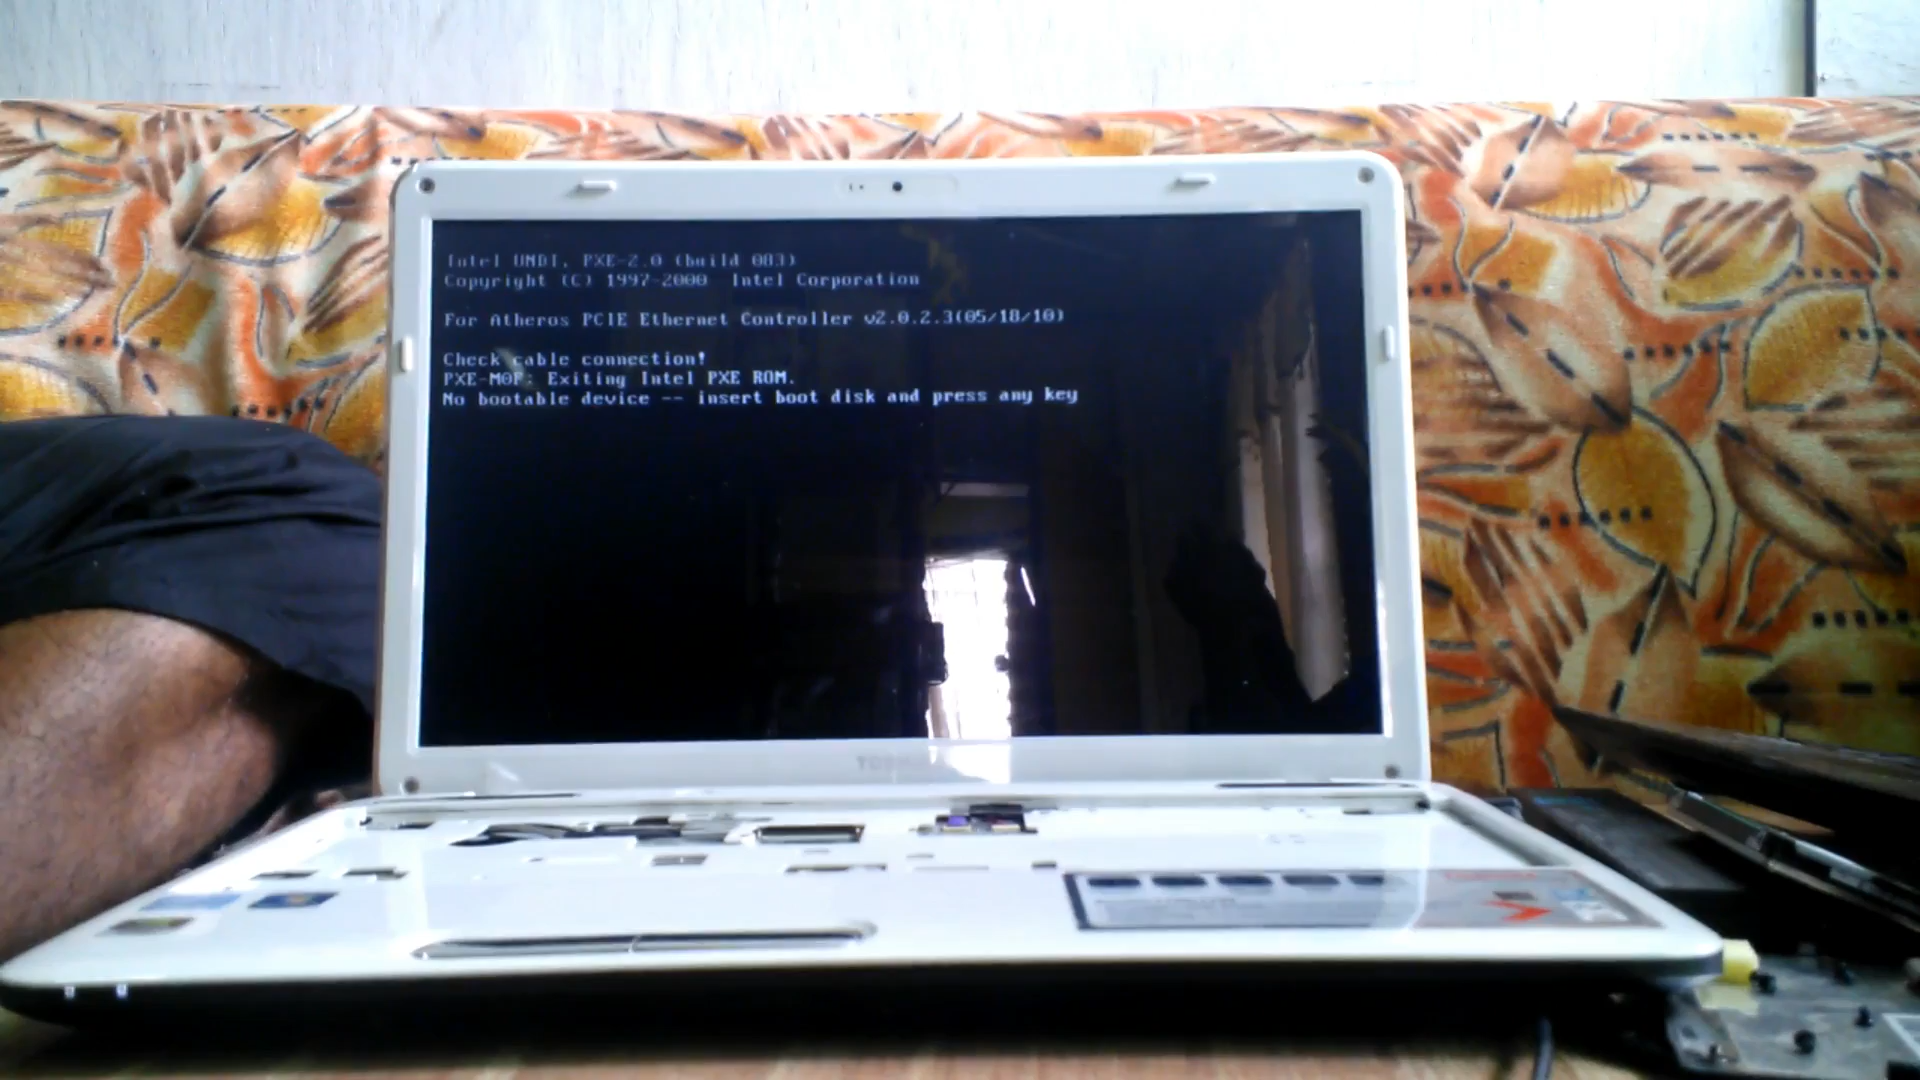 Intel UNDI, PXE-2.0 (build 083)
Copyright (C) 1997-2000 Intel Corporation
For Atheros PCIE Ethernet Controller v2.0.2.3(05/18/10)
Check cable connection!
PXE-M0F: Exiting Intel PXE ROM.
No bootable device -- insert boot disk and press any key